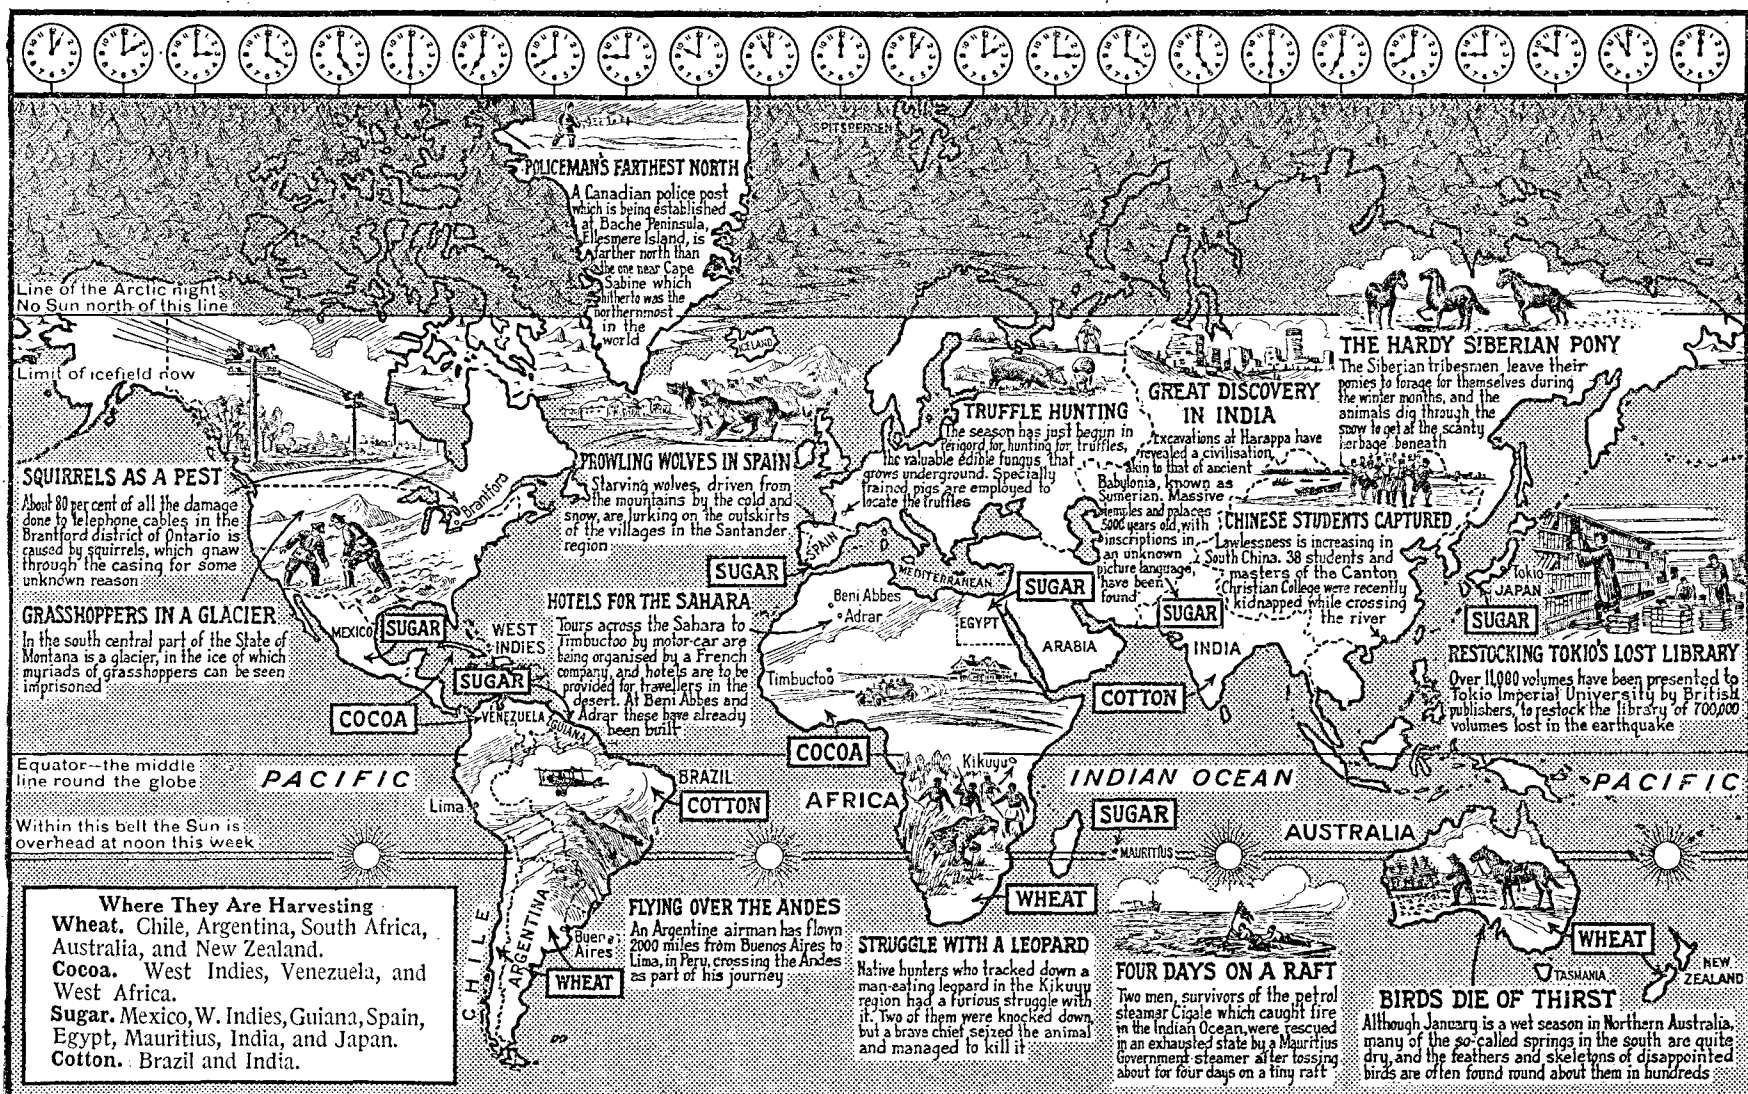 SPITSBERGEN
POLICEMAN'S FARTHEST NORTH
A Canadian police post
which is being established
at Bache Peninsula,
Ellesmere Island, is
farther north than
the one near Cape
Sabine which
hitherto was the
northernmost
in the
world
Line of the Arctic night
No Sun north of this line
Limit of icefield now
ICELAND
THE HARDY SIBERIAN PONY
The Siberian tribesmen leave their
ponies to forage for themselves during
the winter months, and the
animals dig through the
snow to get at the scanty
herbage beneath
GREAT DISCOVERY
IN INDIA
Excavations at Harappa have
revealed a civilisation
akin to that of ancient
Babylonia, known as
Sumerian. Massive
temples and palaces
5000 years old, with
inscriptions in
an unknown
picture language,
have been
found
TRUFFLE HUNTING
The season has just begun in
Perigord for hunting for truffles,
the valuable edible fungus that
grows underground. Specially
trained pigs are employed to
locate the truffles
PROWLING WOLVES IN SPAIN
Starving wolves, driven from
the mountains by the cold and
snow, are lurking on the outskirts
of the villages in the Santander
region
SQUIRRELS AS A PEST
About 80 per cent of all the damage
done to telephone cables in the
Brantford district of Ontario is
caused by squirrels, which gnaw
through the casing for some
unknown reason
Brantford
CHINESE STUDENTS CAPTURED
Lawlessness is increasing in
South China. 38 students and
masters of the Canton
Christian College were recently
kidnapped while crossing
the river
SPAIN
SUGAR
MEDITERRANEAN
SUGAR
SUGAR
Tokio
JAPAN
SUGAR
GRASSHOPPERS IN A GLACIER
In the south central part of the State of
Montana is a glacier, in the ice of which
myriads of grasshoppers can be seen
imprisoned
MEXICO
SUGAR
WEST
INDIES
SUGAR
COCOA
VENEZUELA
GUIANA
HOTELS FOR THE SAHARA
Tours across the Sahara to
Timbuctoo by motor-car are
being organised by a French
company, and hotels are to be
provided for travellers in the
desert. At Beni Abbes and
Adrar these have already
been built
Beni Abbes
Adrar
Timbuctoo
EGYPT
ARABIA
INDIA
COTTON
COCOA
RESTOCKING TOKIO'S LOST LIBRARY
Over 11,000 volumes have been presented to
Tokio Imperial University by British
publishers, to restock the library of 700,000
volumes lost in the earthquake
Equator—the middle
line round the globe
PACIFIC
BRAZIL
COTTON
Lima
AFRICA
Kikuyu
INDIAN OCEAN
PACIFIC
SUGAR
MAURITIUS
AUSTRALIA
Within this belt the Sun is
overhead at noon this week
Where They Are Harvesting
Wheat. Chile, Argentina, South Africa,
Australia, and New Zealand.
Cocoa. West Indies, Venezuela, and
West Africa.
Sugar. Mexico, W. Indies, Guiana, Spain,
Egypt, Mauritius, India, and Japan.
Cotton. Brazil and India.
CHILE
ARGENTINA
Buenos
Aires
WHEAT
FLYING OVER THE ANDES
An Argentine airman has flown
2000 miles from Buenos Aires to
Lima, in Peru, crossing the Andes
as part of his journey
WHEAT
STRUGGLE WITH A LEOPARD
Native hunters who tracked down a
man-eating leopard in the Kikuyu
region had a furious struggle with
it. Two of them were knocked down,
but a brave chief seized the animal
and managed to kill it
FOUR DAYS ON A RAFT
Two men, survivors of the petrol
steamer Cigale which caught fire
in the Indian Ocean, were rescued
in an exhausted state by a Mauritius
Government steamer after tossing
about for four days on a tiny raft
WHEAT
TASMANIA
NEW
ZEALAND
BIRDS DIE OF THIRST
Although January is a wet season in Northern Australia,
many of the so-called springs in the south are quite
dry, and the feathers and skeletons of disappointed
birds are often found round about them in hundreds